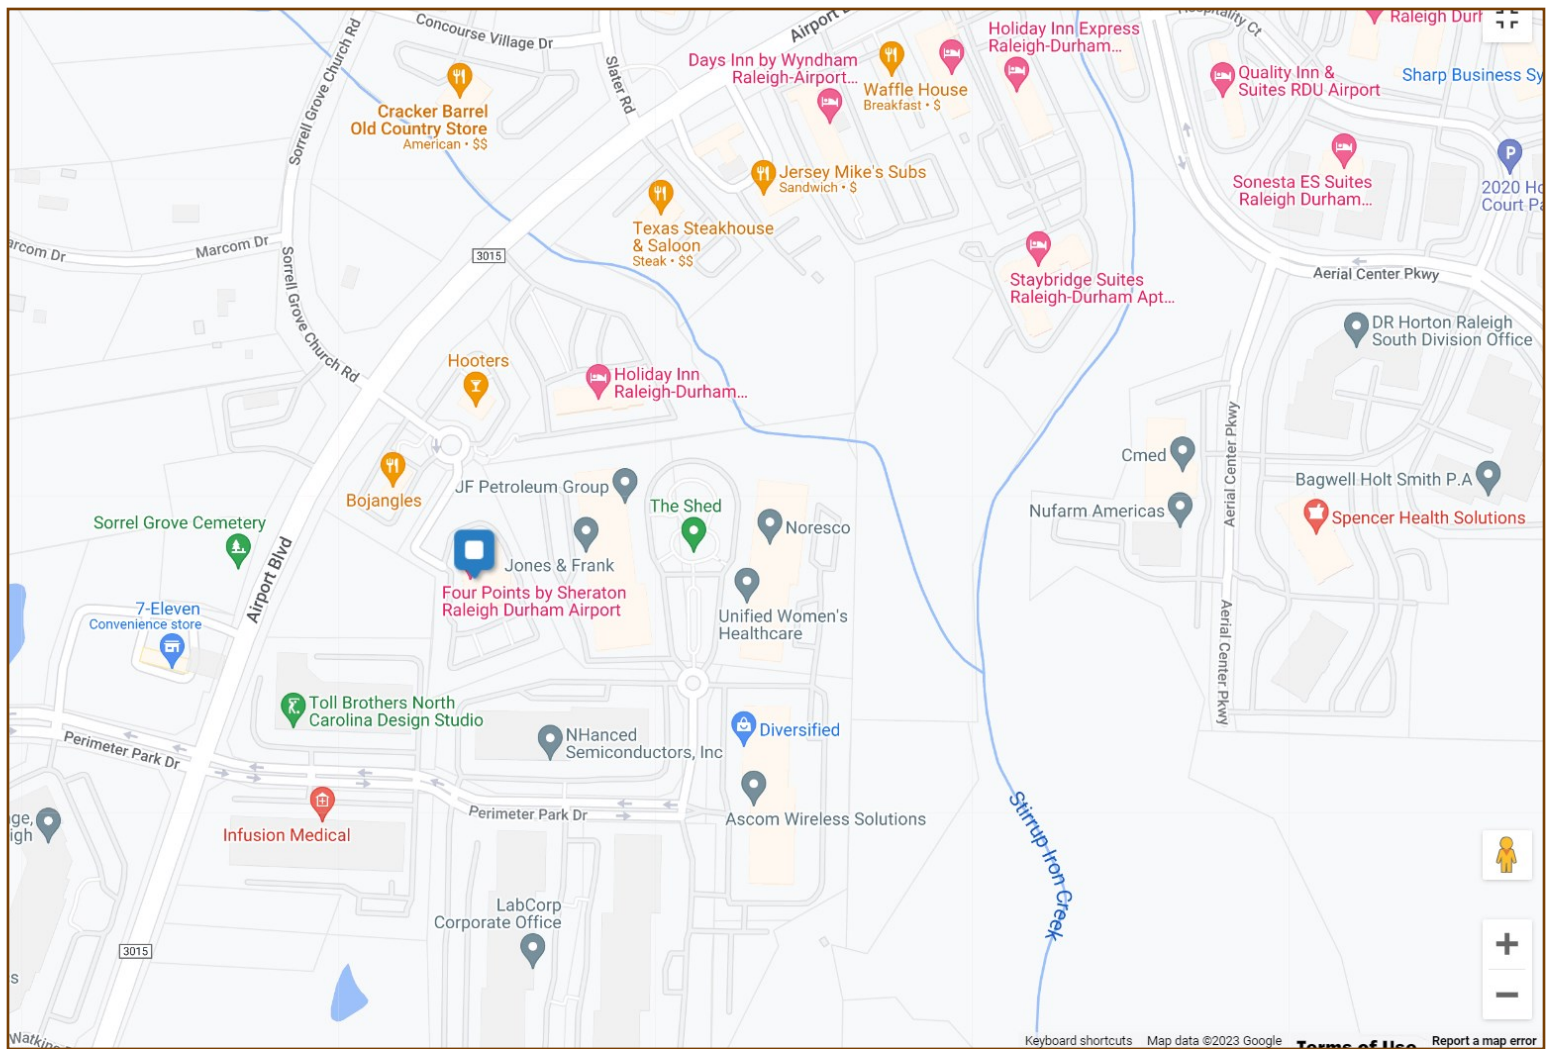 Concourse Village Dr
Airport B
Hospitality Ct
Raleigh Durh
Sorrell Grove Church Rd
Slater Rd
Holiday Inn Express
Raleigh-Durham...
Days Inn by Wyndham
Raleigh-Airport...
Waffle House
Breakfast • $
Quality Inn &
Suites RDU Airport
Sharp Business Sy
Cracker Barrel
Old Country Store
American • $$
Jersey Mike's Subs
Sandwich • $
Sonesta ES Suites
Raleigh Durham...
P
2020 Ho
Court Pa
Texas Steakhouse
& Saloon
Steak • $$
arcom Dr
Marcom Dr
3015
Sorrell Grove Church Rd
Staybridge Suites
Raleigh-Durham Apt...
Aerial Center Pkwy
DR Horton Raleigh
South Division Office
Hooters
Holiday Inn
Raleigh-Durham...
Aerial Center Pkwy
Cmed
Bagwell Holt Smith P.A
Bojangles
JF Petroleum Group
The Shed
Nufarm Americas
Spencer Health Solutions
Sorrel Grove Cemetery
Noresco
Jones & Frank
Airport Blvd
Four Points by Sheraton
Raleigh Durham Airport
7-Eleven
Convenience store
Unified Women's
Healthcare
Aerial Center Pkwy
Toll Brothers North
Carolina Design Studio
NHanced
Semiconductors, Inc
Diversified
Perimeter Park Dr
Perimeter Park Dr
Ascom Wireless Solutions
Infusion Medical
ge,
igh
Stirrup Iron Creek
LabCorp
Corporate Office
3015
s
Watkins
Keyboard shortcuts
Map data ©2023 Google
Terms of Use
Report a map error